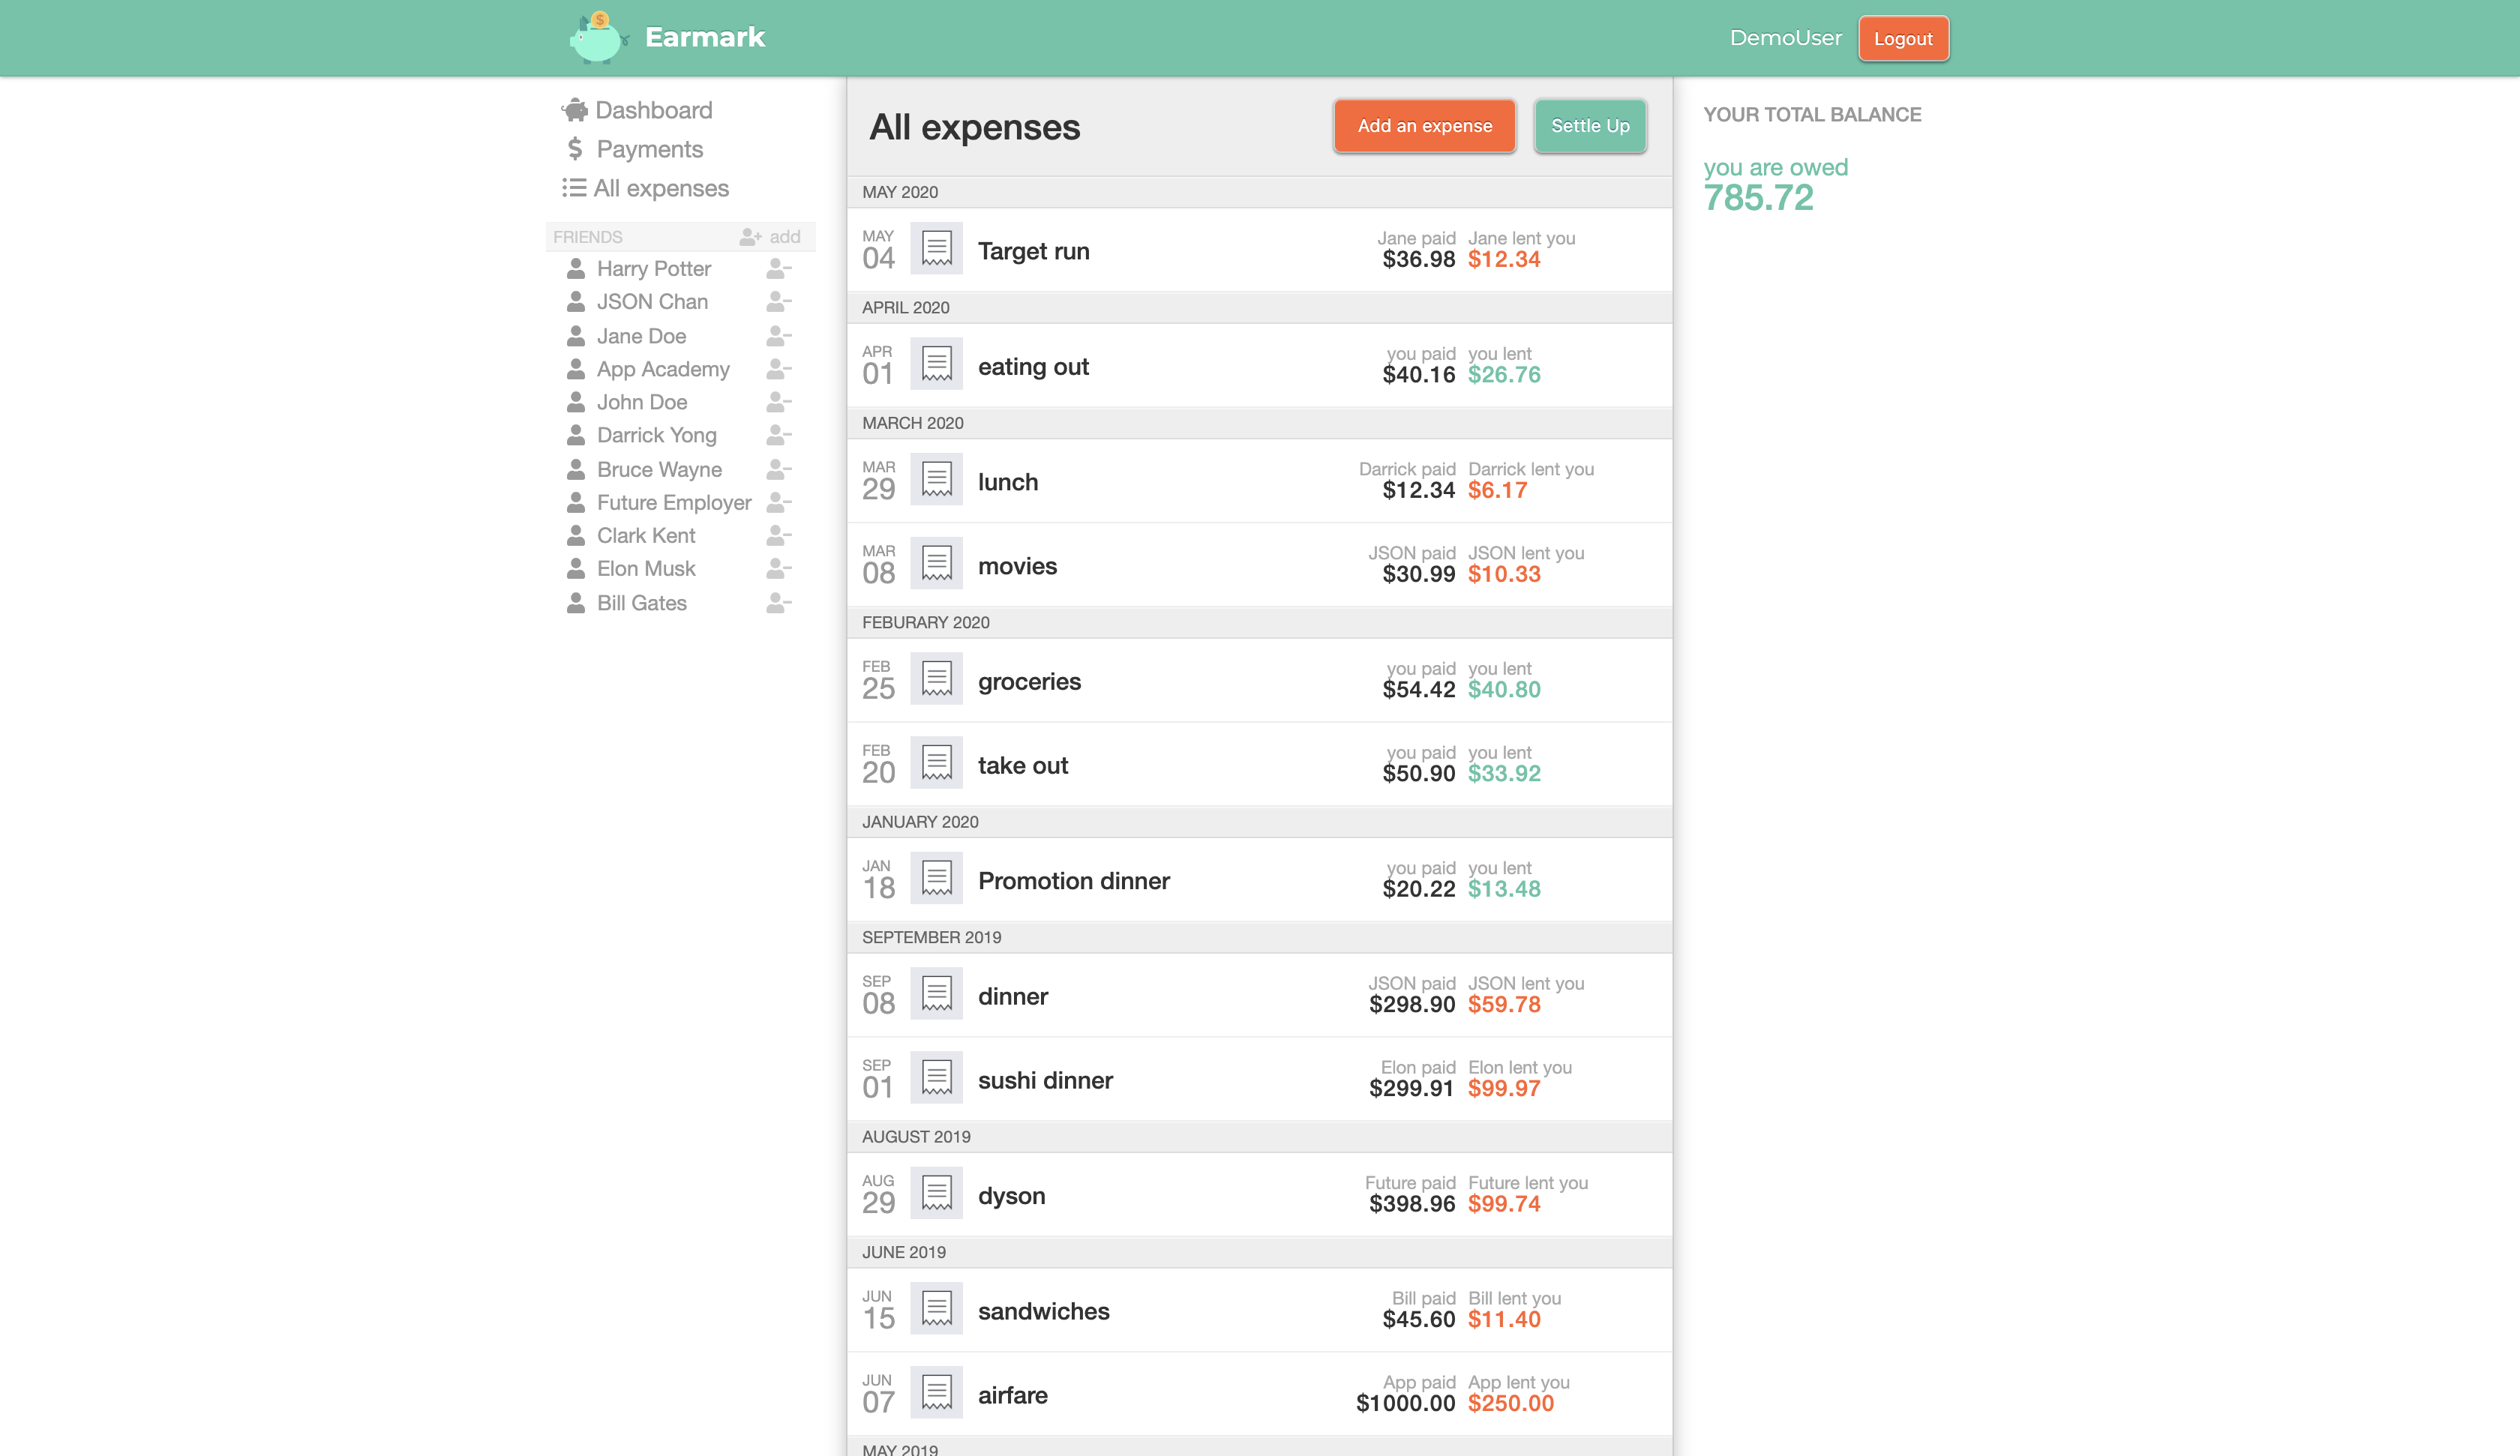 Earmark
DemoUser Logout
Dashboard
Payments
All expenses
FRIENDS add
Harry Potter
JSON Chan
Jane Doe
App Academy
John Doe
Darrick Yong
Bruce Wayne
Future Employer
Clark Kent
Elon Musk
Bill Gates
All expenses
Add an expense Settle Up
MAY 2020
MAY
04
Target run
Jane paid Jane lent you
$36.98 $12.34
APRIL 2020
APR
01
eating out
you paid you lent
$40.16 $26.76
MARCH 2020
MAR
29
lunch
Darrick paid Darrick lent you
$12.34 $6.17
MAR
08
movies
JSON paid JSON lent you
$30.99 $10.33
FEBURARY 2020
FEB
25
groceries
you paid you lent
$54.42 $40.80
FEB
20
take out
you paid you lent
$50.90 $33.92
JANUARY 2020
JAN
18
Promotion dinner
you paid you lent
$20.22 $13.48
SEPTEMBER 2019
SEP
08
dinner
JSON paid JSON lent you
$298.90 $59.78
SEP
01
sushi dinner
Elon paid Elon lent you
$299.91 $99.97
AUGUST 2019
AUG
29
dyson
Future paid Future lent you
$398.96 $99.74
JUNE 2019
JUN
15
sandwiches
Bill paid Bill lent you
$45.60 $11.40
JUN
07
airfare
App paid App lent you
$1000.00 $250.00
MAY 2019
YOUR TOTAL BALANCE
you are owed
785.72